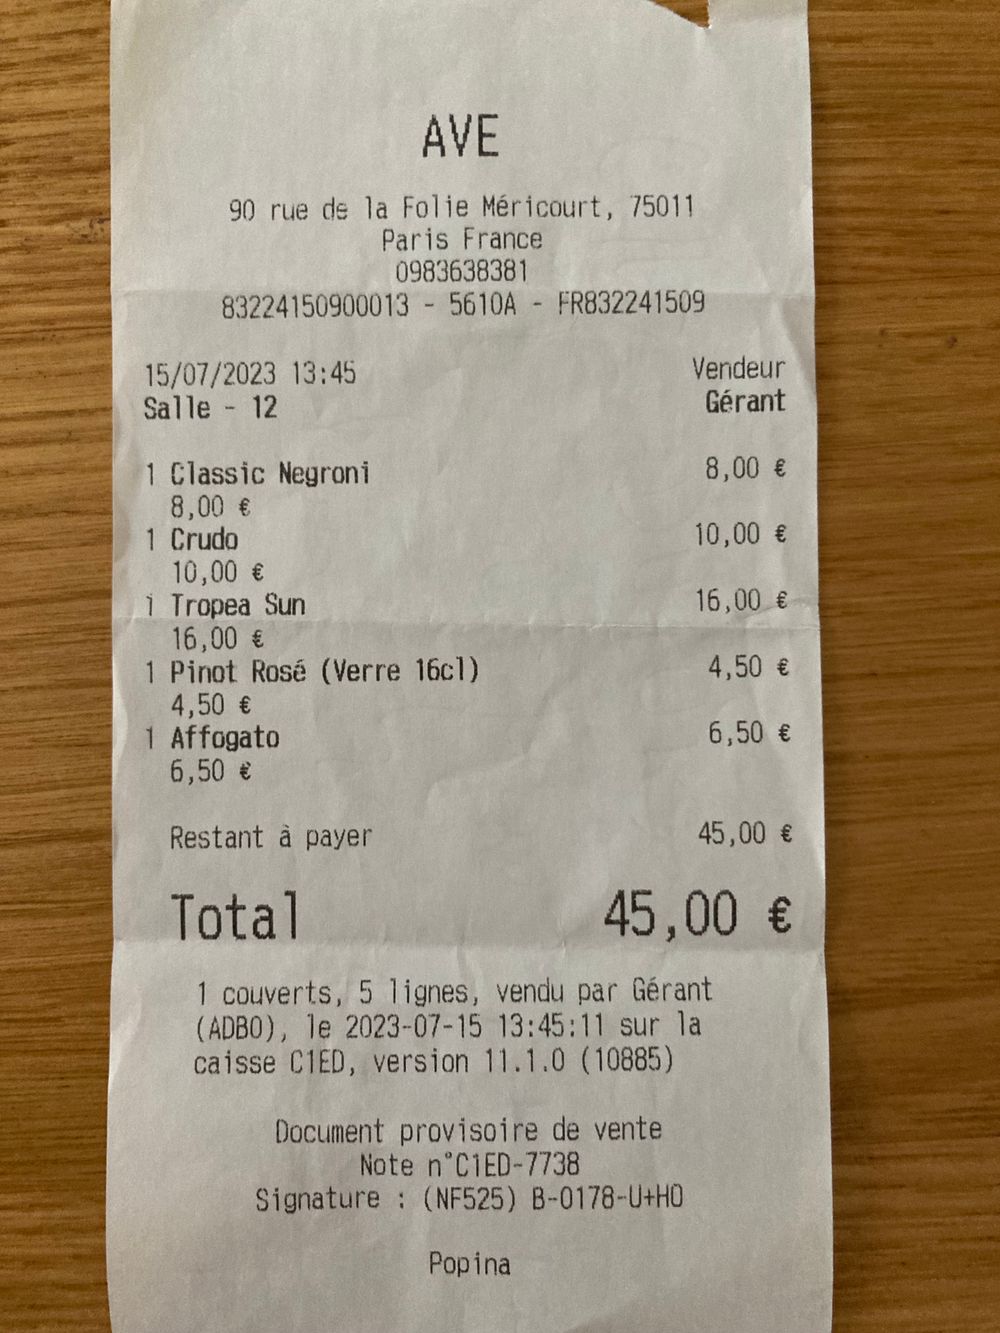 AVE
90 rue de la Folie Méricourt, 75011
Paris France
0983638381
83224150900013 - 5610A - FR832241509
15/07/2023 13:45 Vendeur
Salle - 12 Gérant
1 Classic Negroni 8,00 €
8,00 €
1 Crudo 10,00 €
10,00 €
1 Tropea Sun 16,00 €
16,00 €
1 Pinot Rosé (Verre 16cl) 4,50 €
4,50 €
1 Affogato 6,50 €
6,50 €
Restant à payer 45,00 €
Total 45,00 €
1 couverts, 5 lignes, vendu par Gérant
(ADBO), le 2023-07-15 13:45:11 sur la
caisse C1ED, version 11.1.0 (10885)
Document provisoire de vente
Note n°C1ED-7738
Signature : (NF525) B-0178-U+HO
Popina